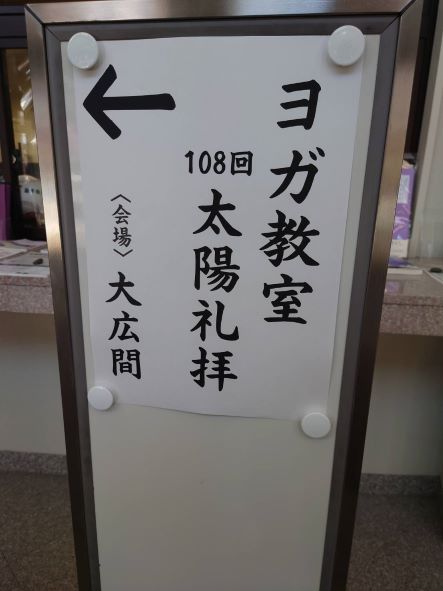 ヨガ教室
108回
太陽礼拝
〈会場〉大広間
←